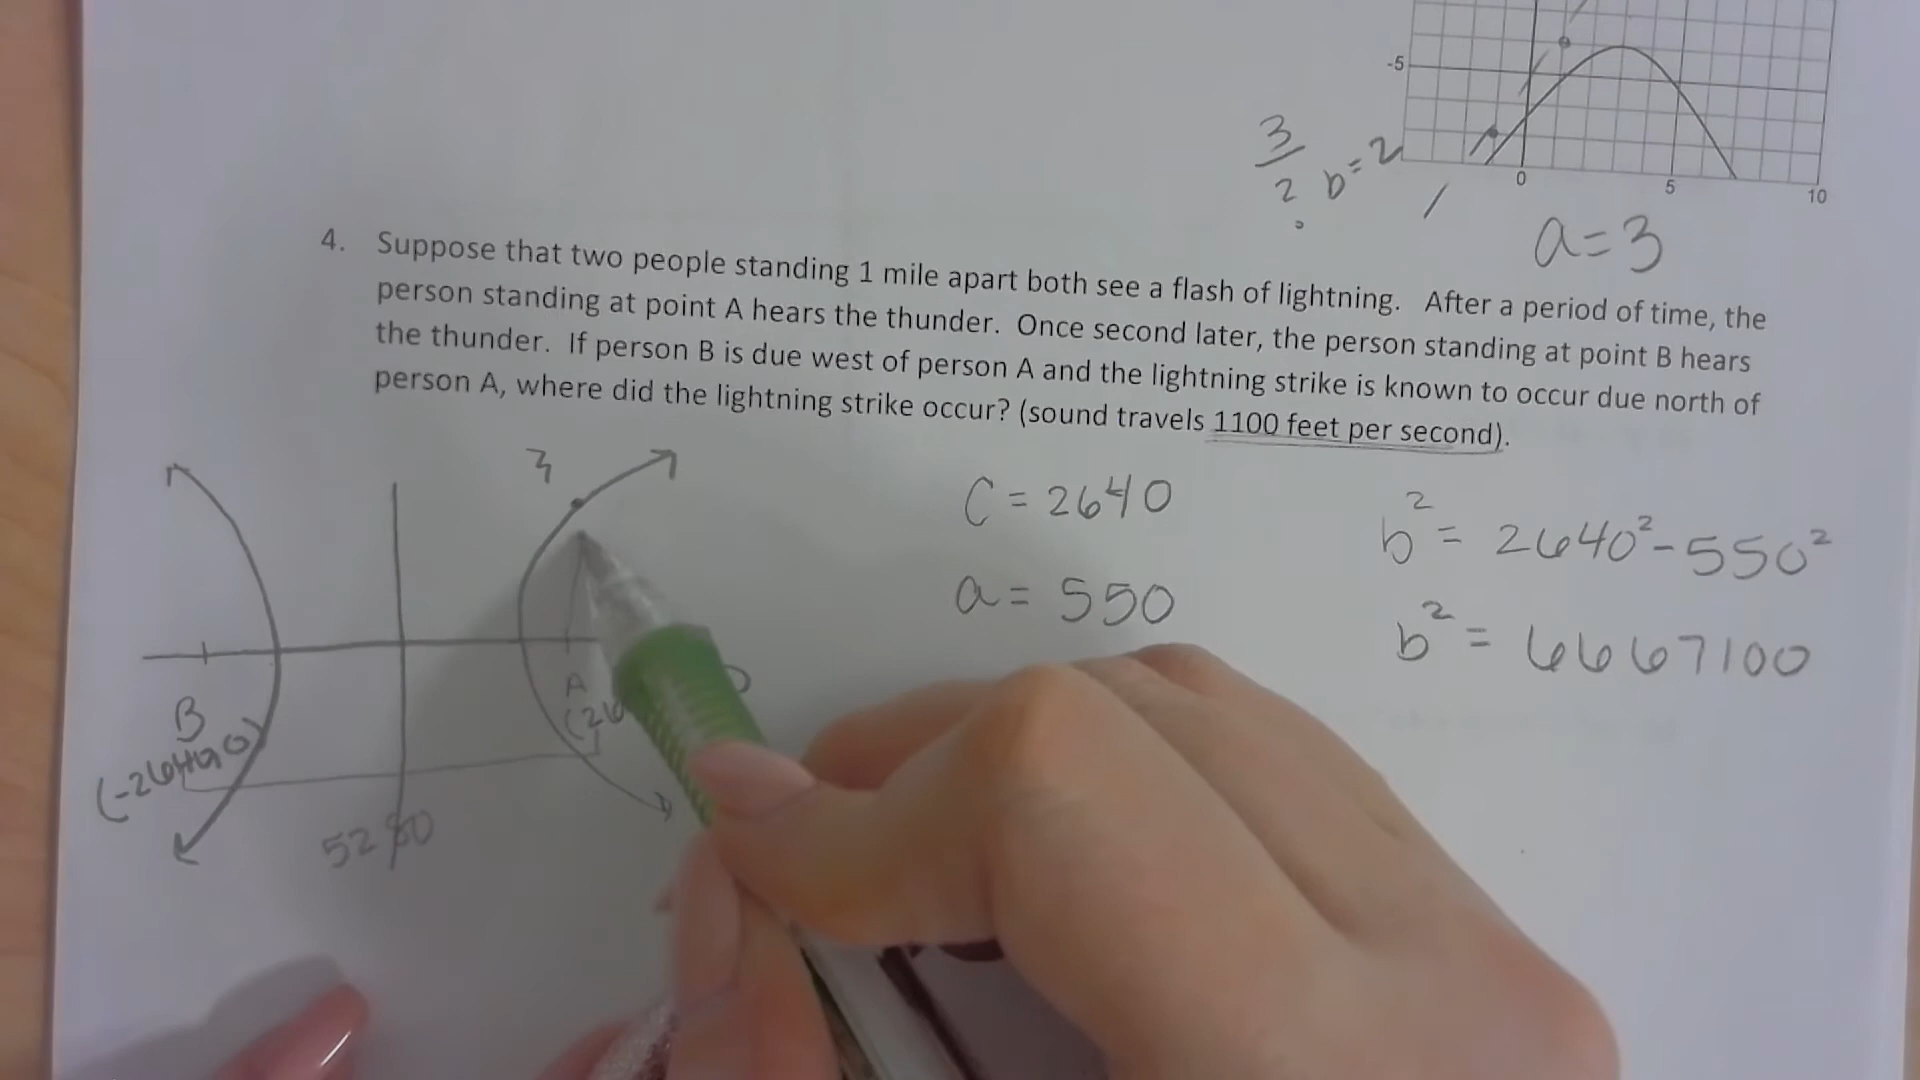 -5
0
5
10
3
2
b=2
a=3
4. Suppose that two people standing 1 mile apart both see a flash of lightning. After a period of time, the
person standing at point A hears the thunder. Once second later, the person standing at point B hears
the thunder. If person B is due west of person A and the lightning strike is known to occur due north of
person A, where did the lightning strike occur? (sound travels 1100 feet per second).
C = 2640
a = 550
b² = 2640² - 550²
b² = 6667100
A
(26
B
5280